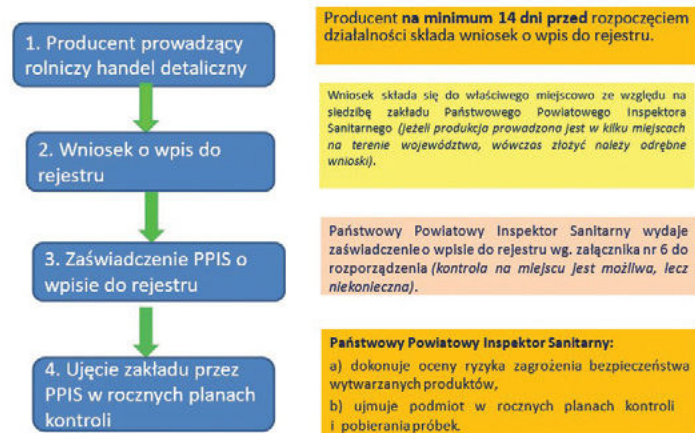 1. Producent prowadzący
rolniczy handel detaliczny
Producent na minimum 14 dni przed rozpoczęciem
działalności składa wniosek o wpis do rejestru.
2. Wniosek o wpis do
rejestru
Wniosek składa się do właściwego miejscowo ze względu na
siedzibę zakładu Państwowego Powiatowego Inspektora
Sanitarnego (jeżeli produkcja prowadzona jest w kilku miejscach
na terenie województwa, wówczas złożyć należy odrębne
wnioski).
3. Zaświadczenie PPIS o
wpisie do rejestru
Państwowy Powiatowy Inspektor Sanitarny wydaje
zaświadczenie o wpisie do rejestru wg. załącznika nr 6 do
rozporządzenia (kontrola na miejscu jest możliwa, lecz
niekonieczna).
4. Ujęcie zakładu przez
PPIS w rocznych planach
kontroli
Państwowy Powiatowy Inspektor Sanitarny:
a) dokonuje oceny ryzyka zagrożenia bezpieczeństwa
wytwarzanych produktów,
b) ujmuje podmiot w rocznych planach kontroli
i pobierania próbek.